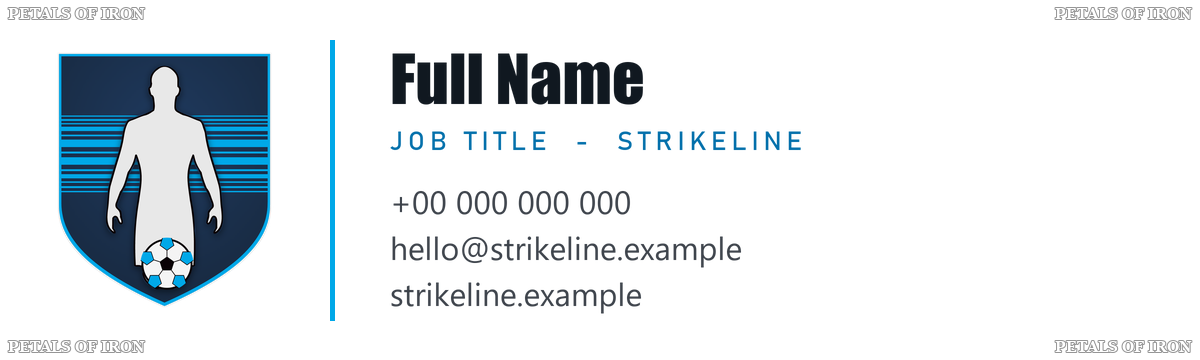 PETALS OF IRON
PETALS OF IRON
Full Name
JOB TITLE - STRIKELINE
+00 000 000 000
hello@strikeline.example
strikeline.example
PETALS OF IRON
PETALS OF IRON